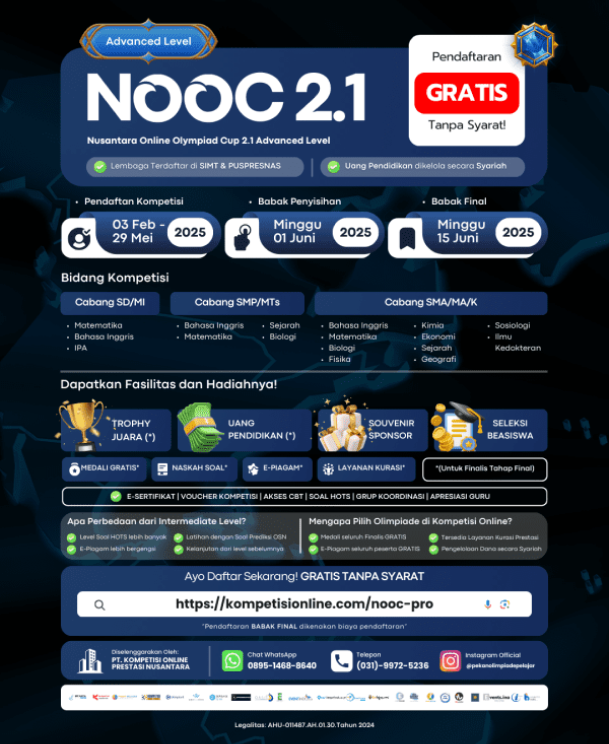 Advanced Level
NOOC 2.1
Nusantara Online Olympiad Cup 2.1 Advanced Level
Lembaga Terdaftar di SIMT & PUSPRESNAS
Uang Pendidikan dikelola secara Syariah
Pendaftaran
GRATIS
Tanpa Syarat!
Pendaftan Kompetisi
03 Feb -
29 Mei
2025
Babak Penyisihan
Minggu
01 Juni
2025
Babak Final
Minggu
15 Juni
2025
Bidang Kompetisi
Cabang SD/MI
Matematika
Bahasa Inggris
IPA
Cabang SMP/MTs
Bahasa Inggris
Matematika
Sejarah
Biologi
Cabang SMA/MA/K
Bahasa Inggris
Matematika
Biologi
Fisika
Kimia
Ekonomi
Sejarah
Geografi
Sosiologi
Ilmu
Kedokteran
Dapatkan Fasilitas dan Hadiahnya!
TROPHY
JUARA (*)
UANG
PENDIDIKAN (*)
SOUVENIR
SPONSOR
SELEKSI
BEASISWA
MEDALI GRATIS*
NASKAH SOAL*
E-PIAGAM*
LAYANAN KURASI*
*(Untuk Finalis Tahap Final)
E-SERTIFIKAT | VOUCHER KOMPETISI | AKSES CBT | SOAL HOTS | GRUP KOORDINASI | APRESIASI GURU
Apa Perbedaan dari Intermediate Level?
Level Soal HOTS lebih banyak
Latihan dengan Soal Prediksi OSN
E-Piagam lebih bergengsi
Kelanjutan dari level sebelumnya
Mengapa Pilih Olimpiade di Kompetisi Online?
Medali seluruh Finalis GRATIS
Tersedia Layanan Kurasi Prestasi
E-Piagam seluruh peserta GRATIS
Pengelolaan Dana secara Syariah
Ayo Daftar Sekarang! GRATIS TANPA SYARAT
https://kompetisionline.com/nooc-pro
*Pendaftaran BABAK FINAL dikenakan biaya pendaftaran*
Diselenggarakan Oleh:
PT. KOMPETISI ONLINE
PRESTASI NUSANTARA
Chat WhatsApp
0895-1468-8640
Telepon
(031)-9972-5236
Instagram Official
@pekanolimpiadepelajar
Legalitas: AHU-011487.AH.01.30.Tahun 2024